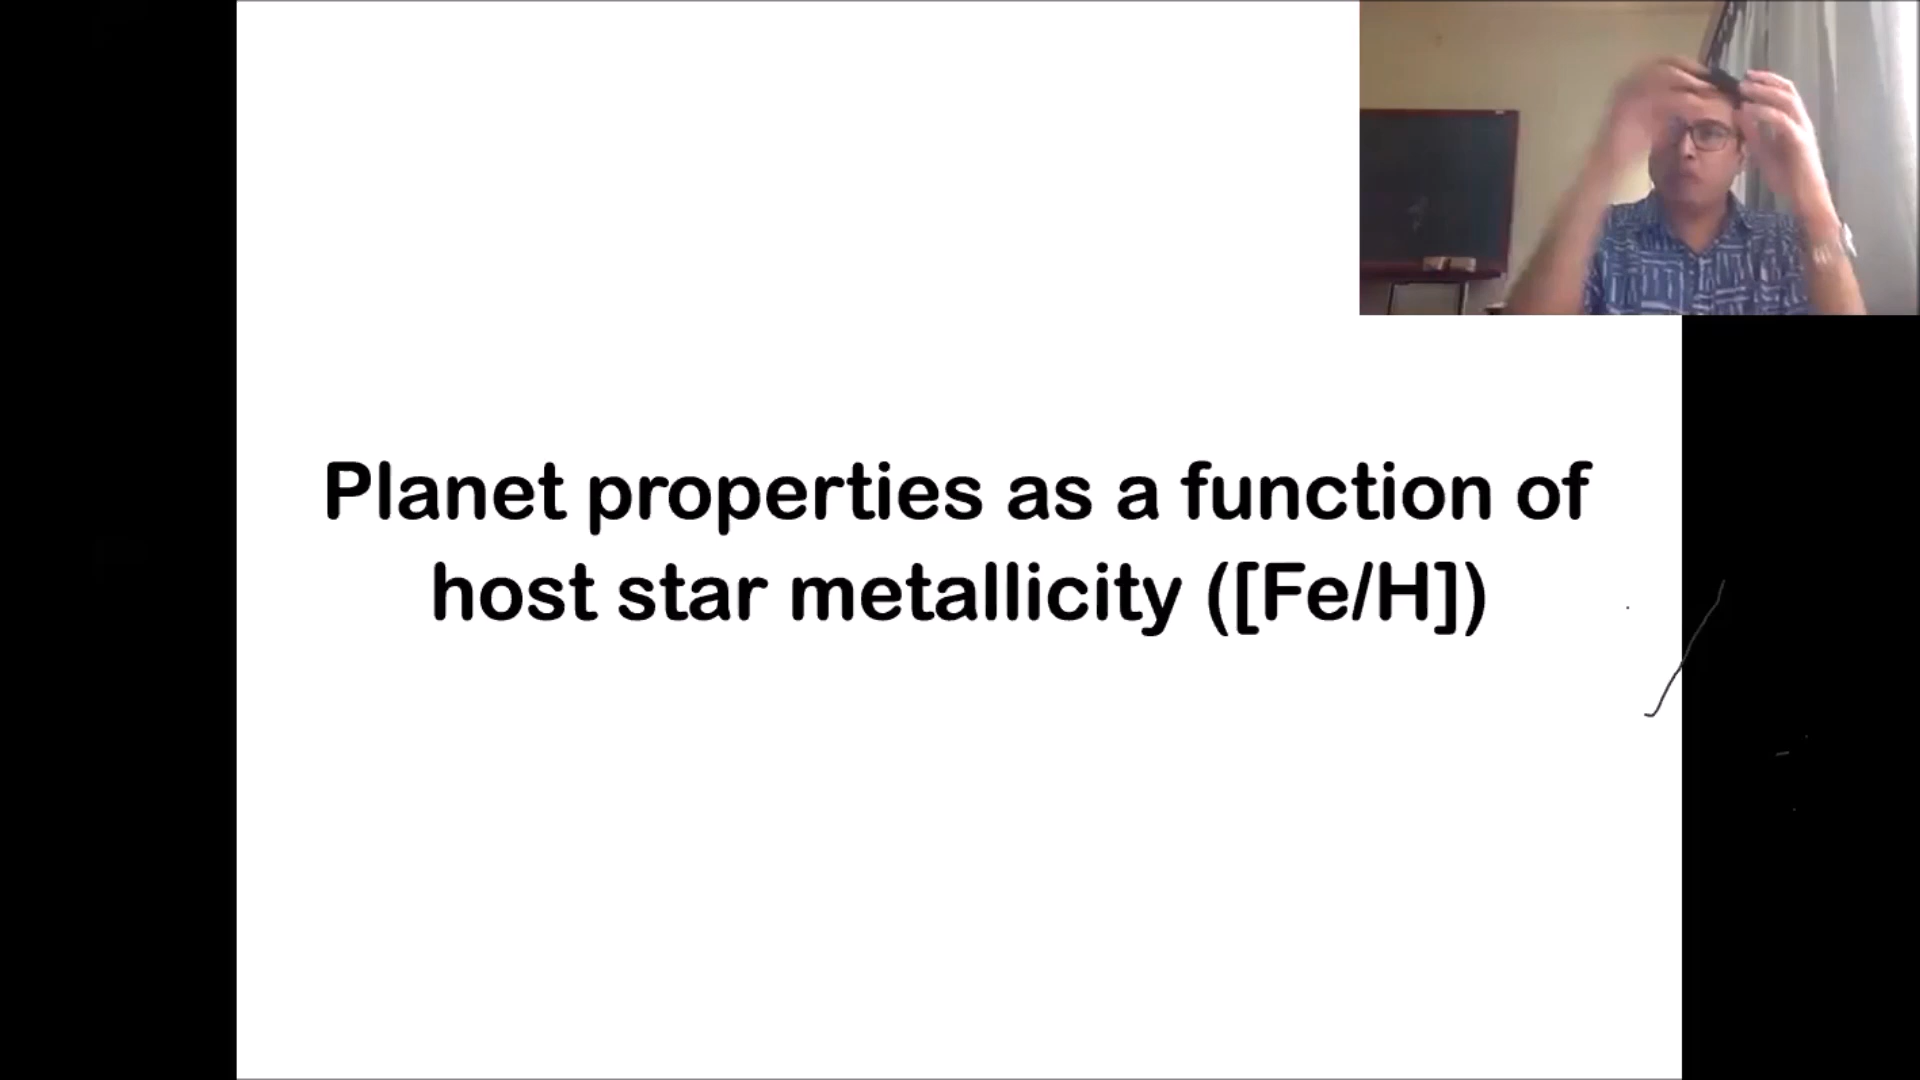 Planet properties as a function of
host star metallicity ([Fe/H])